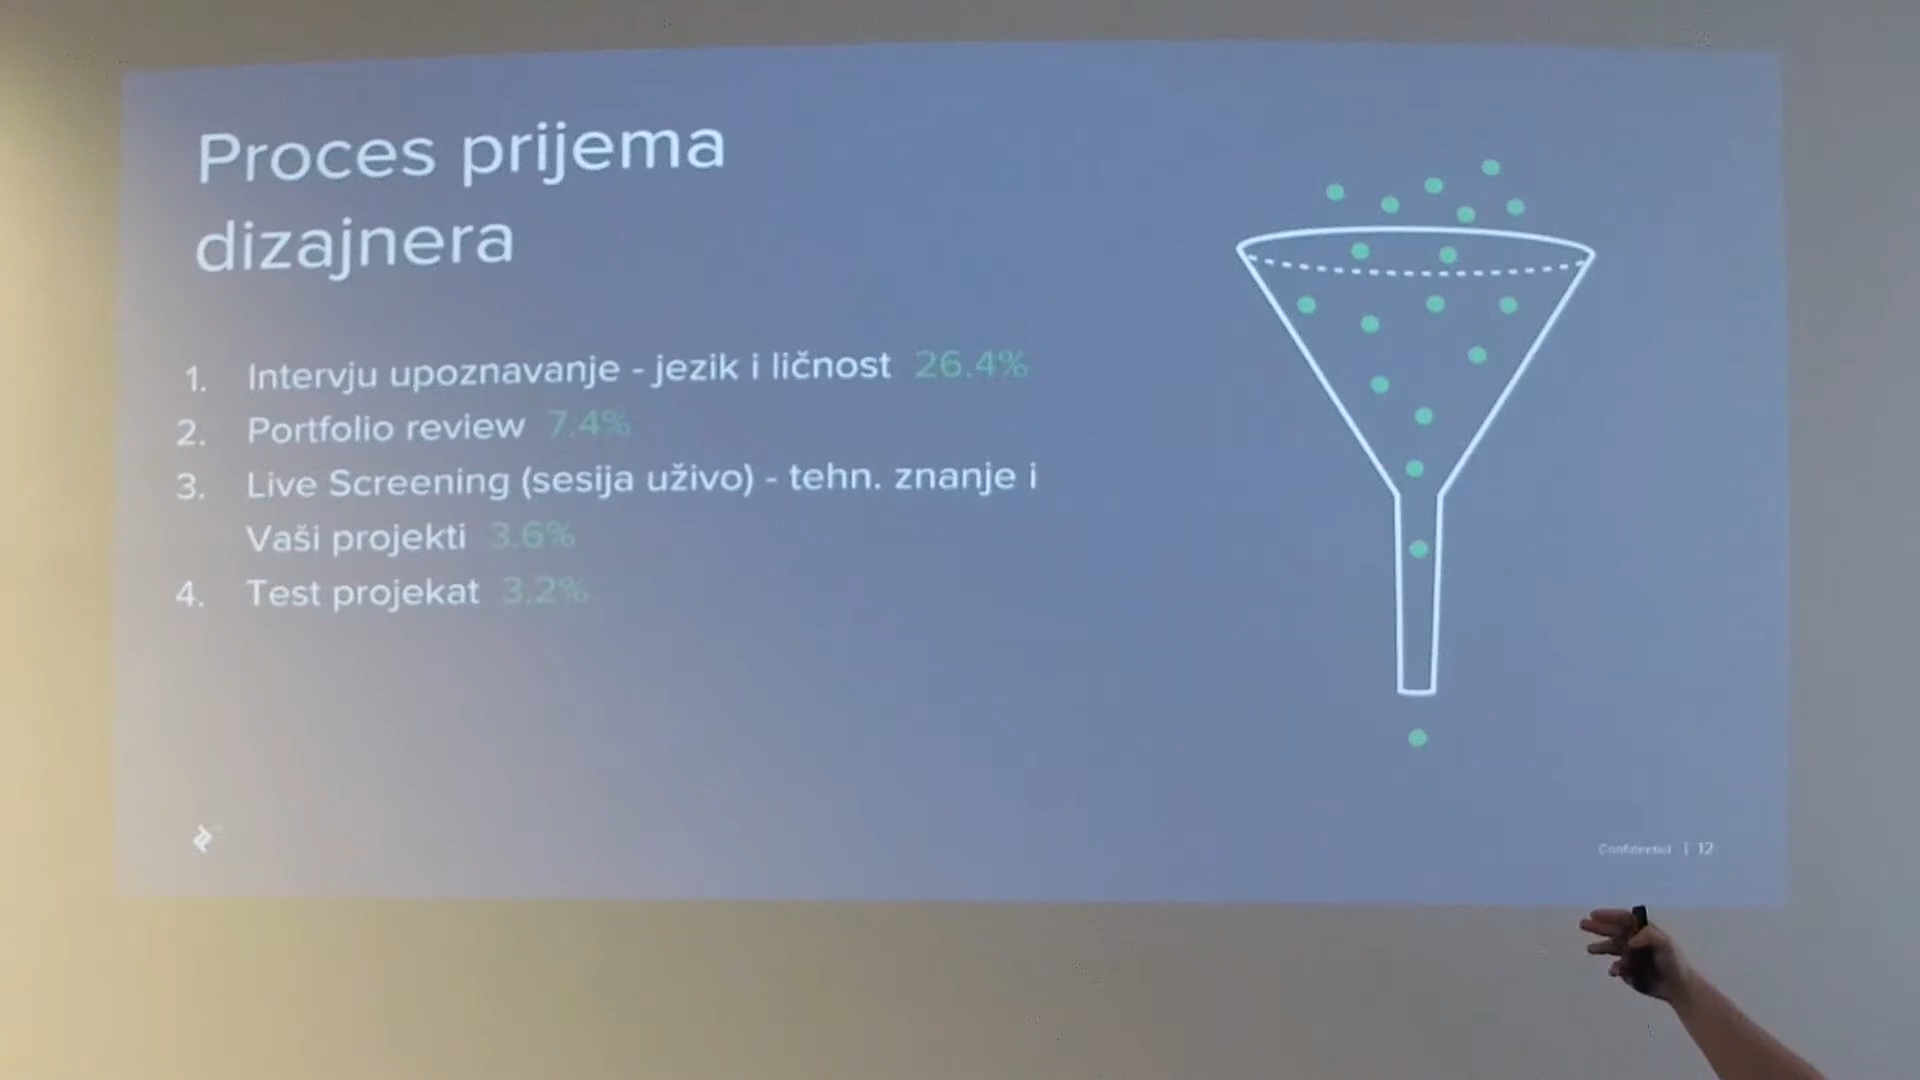 Proces prijema
dizajnera
1. Intervju upoznavanje - jezik i ličnost 26.4%
2. Portfolio review 7.4%
3. Live Screening (sesija uživo) - tehn. znanje i
Vaši projekti 3.6%
4. Test projekat 3.2%
Confidential | 12